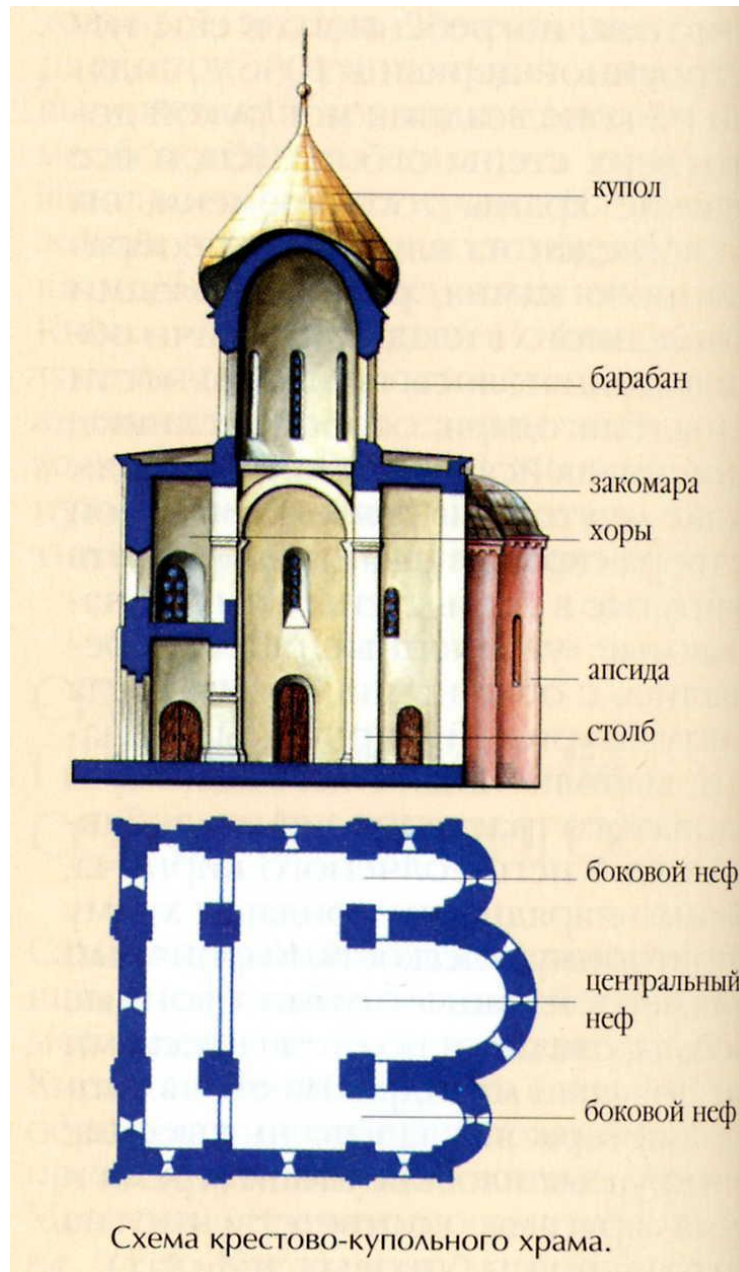 купол
барабан
закомара
хоры
апсида
столб
боковой неф
центральный
неф
боковой неф
Схема крестово-купольного храма.